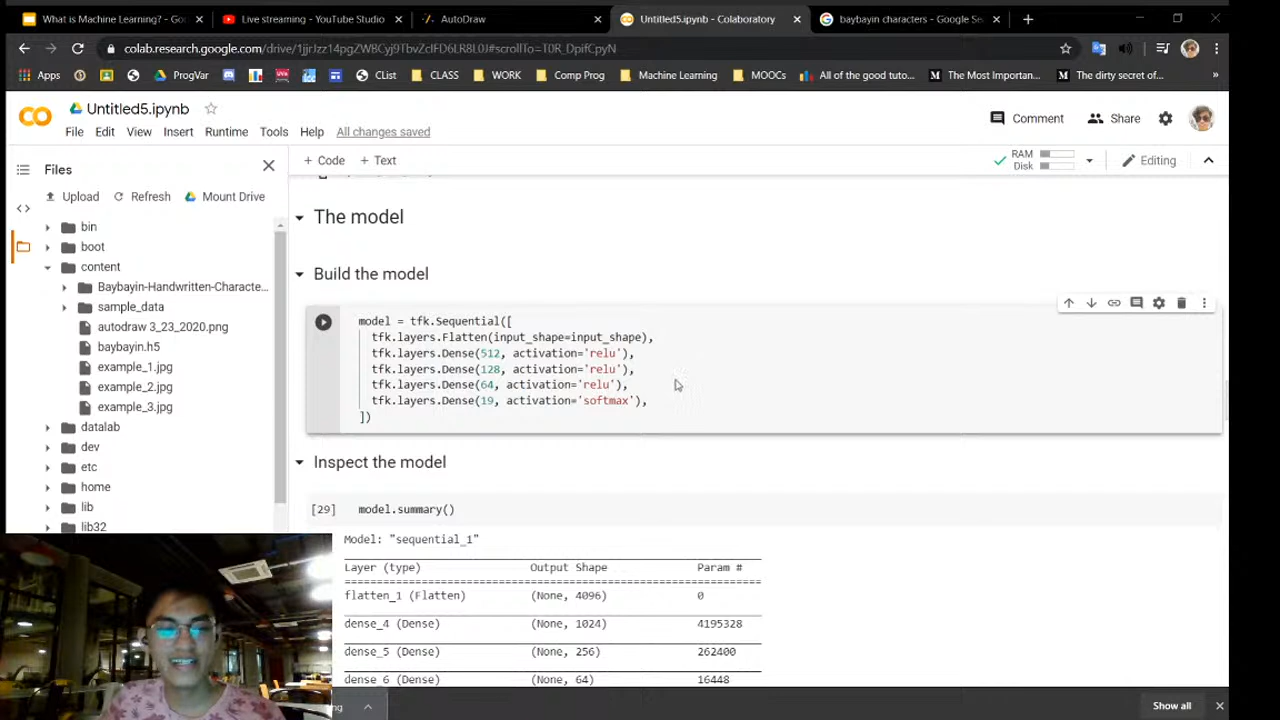 What is Machine Learning? - Goo
Live streaming - YouTube Studio
AutoDraw
Untitled5.ipynb - Colaboratory
baybayin characters - Google Se
colab.research.google.com
Apps
ProgVar
CList
CLASS
WORK
Comp Prog
Machine Learning
MOOCs
All of the good tuto...
The Most Importan...
The dirty secret of...
»
CO
Untitled5.ipynb
File
Edit
View
Insert
Runtime
Tools
Help
All changes saved
Comment
Share
Files
+ Code
+ Text
RAM
Disk
Editing
Upload
Refresh
Mount Drive
bin
boot
content
Baybayin-Handwritten-Characte...
sample_data
autodraw 3_23_2020.png
baybayin.h5
example_1.jpg
example_2.jpg
example_3.jpg
datalab
dev
etc
home
lib
lib32
The model
Build the model
model = tfk.Sequential([
tfk.layers.Flatten(input_shape=input_shape),
tfk.layers.Dense(512, activation='relu'),
tfk.layers.Dense(128, activation='relu'),
tfk.layers.Dense(64, activation='relu'),
tfk.layers.Dense(19, activation='softmax'),
])
Inspect the model
[29] model.summary()
Model: "sequential_1"
Layer (type) Output Shape Param #
flatten_1 (Flatten) (None, 4096) 0
dense_4 (Dense) (None, 1024) 4195328
dense_5 (Dense) (None, 256) 262400
dense_6 (Dense) (None, 64) 16448
Show all